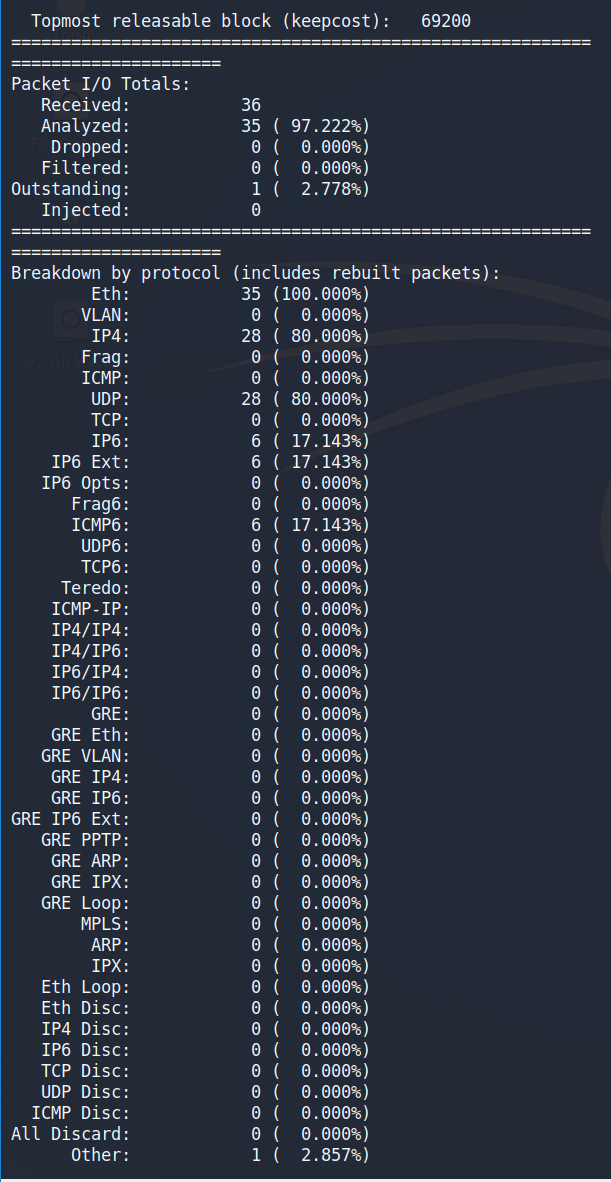 Topmost releasable block (keepcost):   69200
==========================================================
=====================
Packet I/O Totals:
   Received:           36
   Analyzed:           35 ( 97.222%)
    Dropped:            0 (  0.000%)
   Filtered:            0 (  0.000%)
Outstanding:            1 (  2.778%)
   Injected:            0
==========================================================
=====================
Breakdown by protocol (includes rebuilt packets):
        Eth:           35 (100.000%)
       VLAN:            0 (  0.000%)
        IP4:           28 ( 80.000%)
       Frag:            0 (  0.000%)
       ICMP:            0 (  0.000%)
        UDP:           28 ( 80.000%)
        TCP:            0 (  0.000%)
        IP6:            6 ( 17.143%)
    IP6 Ext:            6 ( 17.143%)
   IP6 Opts:            0 (  0.000%)
      Frag6:            0 (  0.000%)
      ICMP6:            6 ( 17.143%)
       UDP6:            0 (  0.000%)
       TCP6:            0 (  0.000%)
     Teredo:            0 (  0.000%)
    ICMP-IP:            0 (  0.000%)
    IP4/IP4:            0 (  0.000%)
    IP4/IP6:            0 (  0.000%)
    IP6/IP4:            0 (  0.000%)
    IP6/IP6:            0 (  0.000%)
        GRE:            0 (  0.000%)
    GRE Eth:            0 (  0.000%)
   GRE VLAN:            0 (  0.000%)
    GRE IP4:            0 (  0.000%)
    GRE IP6:            0 (  0.000%)
GRE IP6 Ext:            0 (  0.000%)
   GRE PPTP:            0 (  0.000%)
    GRE ARP:            0 (  0.000%)
    GRE IPX:            0 (  0.000%)
   GRE Loop:            0 (  0.000%)
       MPLS:            0 (  0.000%)
        ARP:            0 (  0.000%)
        IPX:            0 (  0.000%)
   Eth Loop:            0 (  0.000%)
   Eth Disc:            0 (  0.000%)
   IP4 Disc:            0 (  0.000%)
   IP6 Disc:            0 (  0.000%)
   TCP Disc:            0 (  0.000%)
   UDP Disc:            0 (  0.000%)
  ICMP Disc:            0 (  0.000%)
All Discard:            0 (  0.000%)
      Other:            1 (  2.857%)